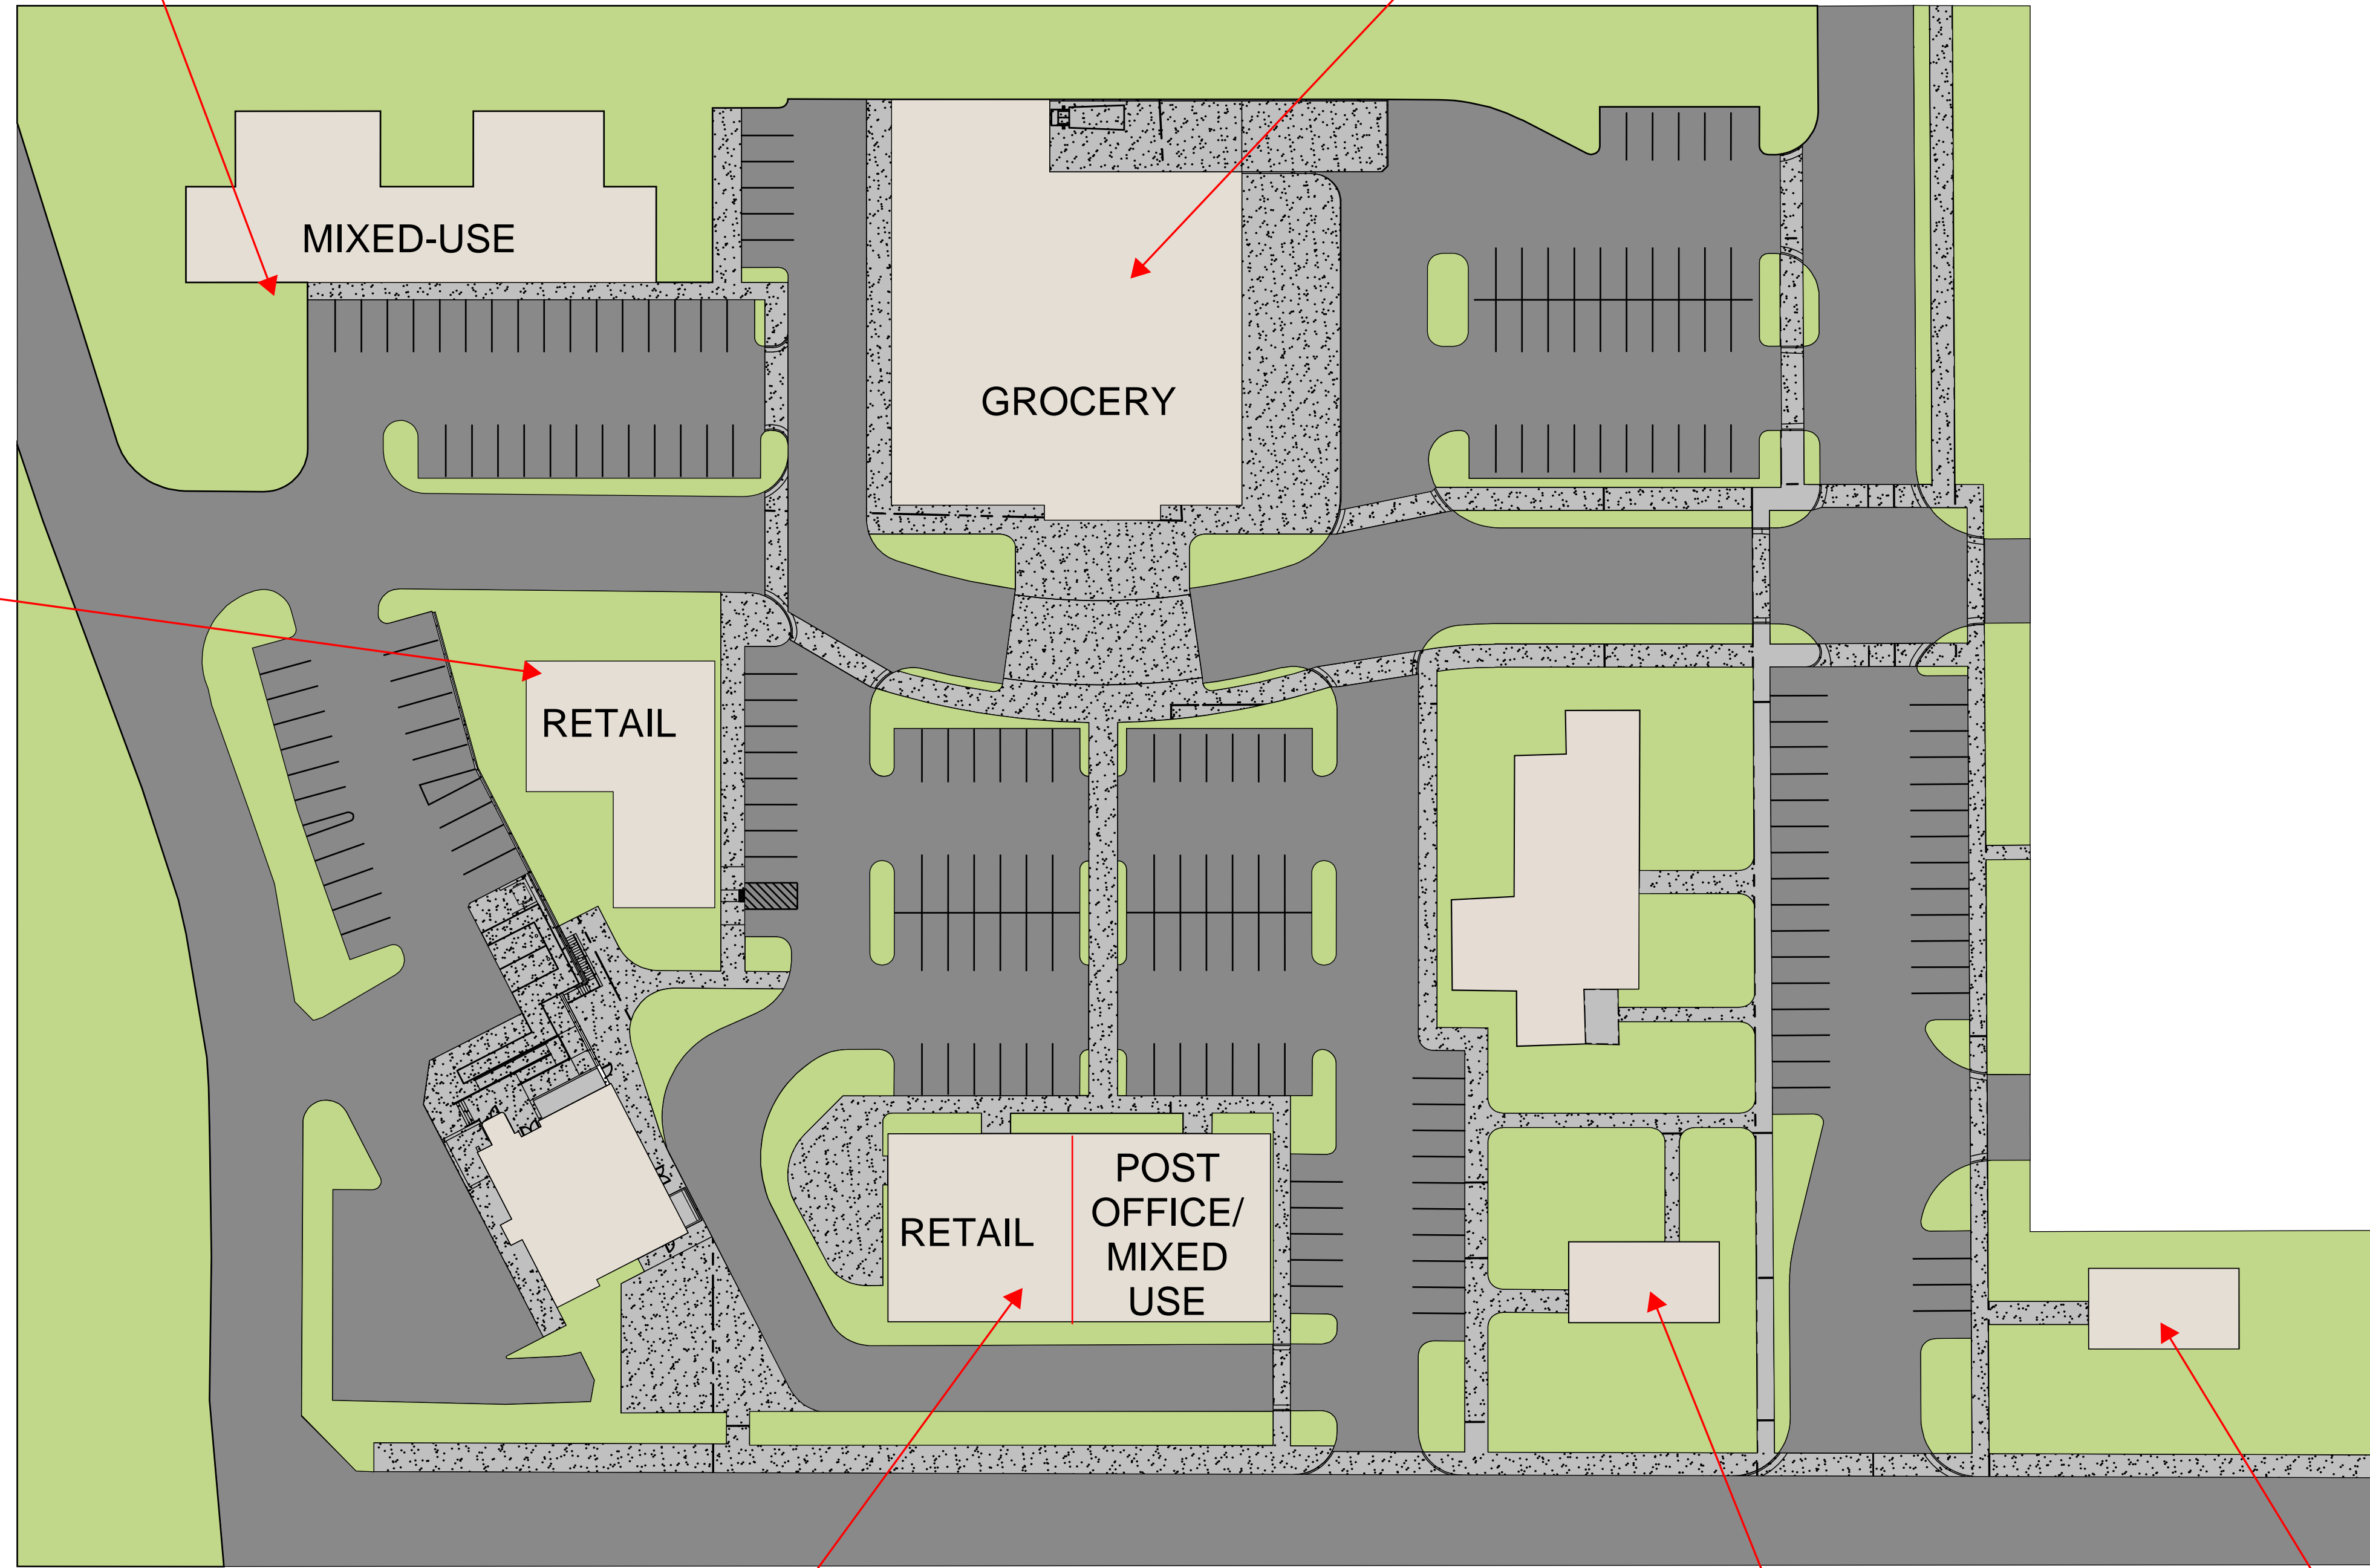 MIXED-USE
GROCERY
RETAIL
RETAIL
POST
OFFICE/
MIXED
USE